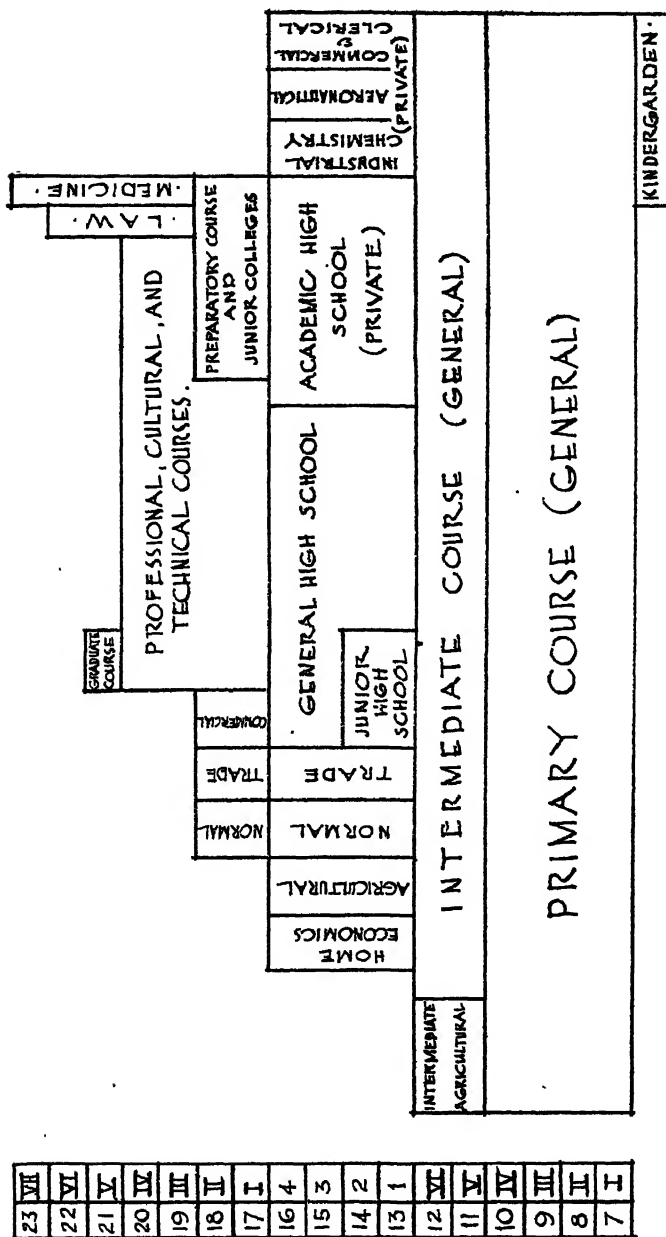 ·MEDICINE·
·LAW·
PROFESSIONAL, CULTURAL, AND
TECHNICAL COURSES.
GRADUATE
COURSE
PREPARATORY COURSE
AND
JUNIOR COLLEGES
COMMERCIAL
TRADE
NORMAL
HOME
ECONOMICS
AGRICULTURAL
NORMAL
TRADE
GENERAL HIGH SCHOOL
JUNIOR
HIGH
SCHOOL
ACADEMIC HIGH
SCHOOL
(PRIVATE)
INDUSTRIAL
CHEMISTRY
AERONAUTICAL
COMMERCIAL
&
CLERICAL
(PRIVATE)
INTERMEDIATE
AGRICULTURAL
INTERMEDIATE COURSE (GENERAL)
PRIMARY COURSE (GENERAL)
KINDERGARDEN.
23 VII
22 VI
21 V
20 IV
19 III
18 II
17 I
16 4
15 3
14 2
13 1
12 VI
11 V
10 IV
9 III
8 II
7 I